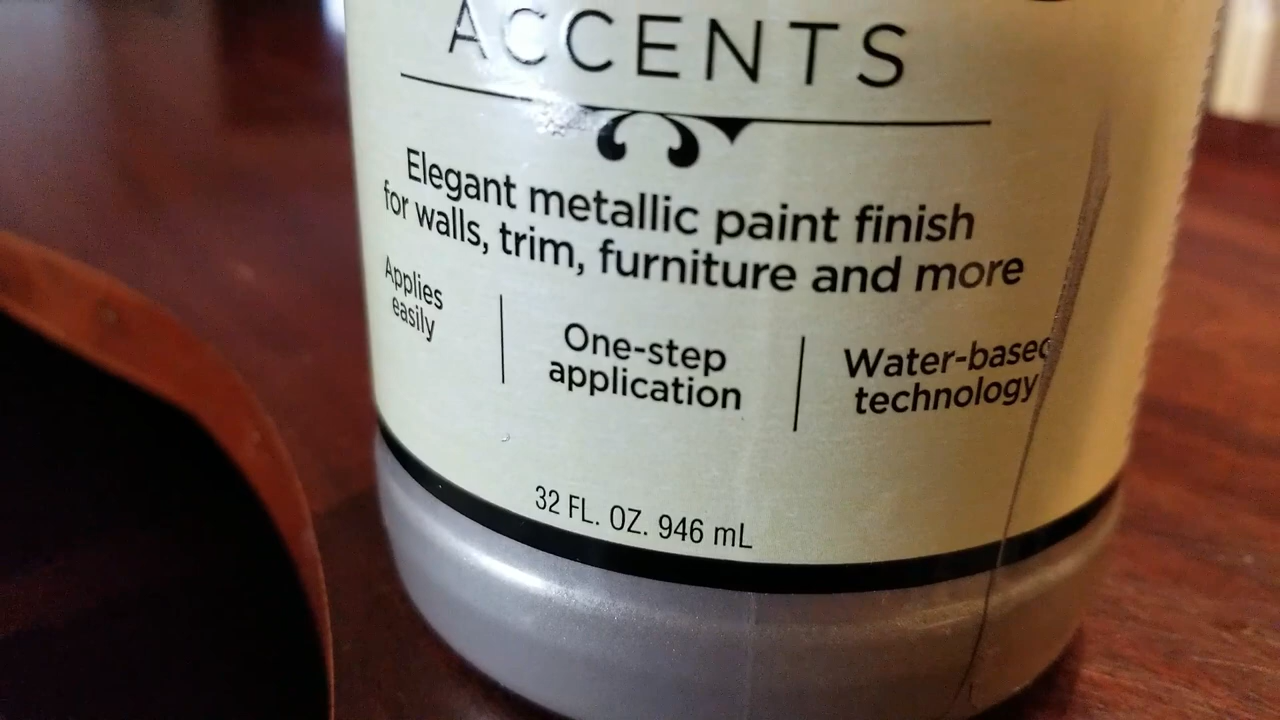 ACCENTS
Elegant metallic paint finish
for walls, trim, furniture and more
Applies
easily
One-step
application
Water-based
technology
32 FL. OZ. 946 mL